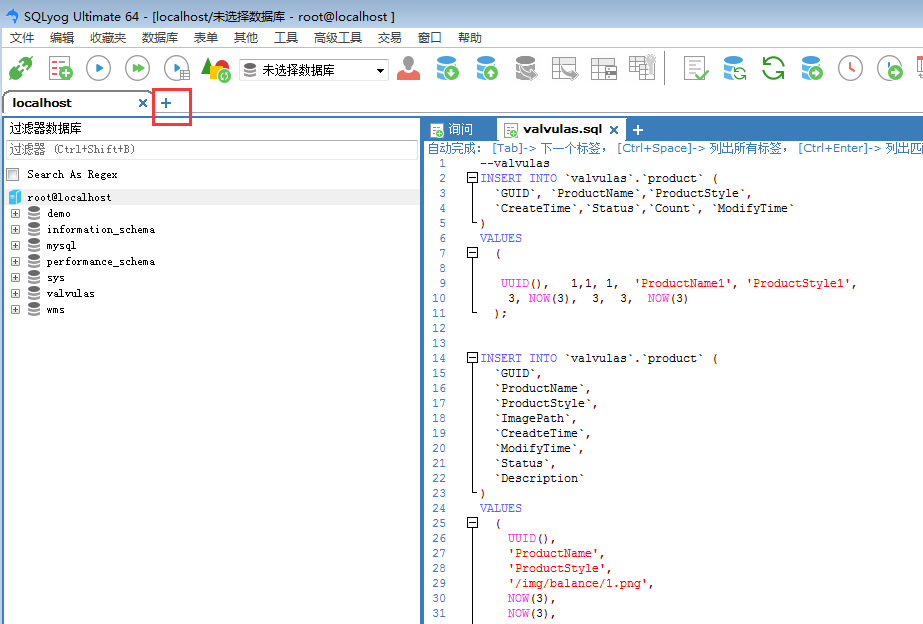 SQLyog Ultimate 64 - [localhost/未选择数据库 - root@localhost ]
文件 编辑 收藏夹 数据库 表单 其他 工具 高级工具 交易 窗口 帮助
未选择数据库
localhost
过滤器数据库
过滤器 (Ctrl+Shift+B)
Search As Regex
root@localhost
demo
information_schema
mysql
performance_schema
sys
valvulas
wms
询问 valvulas.sql
自动完成: [Tab]-> 下一个标签, [Ctrl+Space]-> 列出所有标签, [Ctrl+Enter]-> 列出匹
1 --valvulas
2 INSERT INTO `valvulas`.`product` (
3 `GUID`, `ProductName`,`ProductStyle`,
4 `CreateTime`,`Status`,`Count`, `ModifyTime`
5 )
6 VALUES
7 (
8
9 UUID(), 1,1, 1, 'ProductName1', 'ProductStyle1',
10 3, NOW(3), 3, 3, NOW(3)
11 );
12
13
14 INSERT INTO `valvulas`.`product` (
15 `GUID`,
16 `ProductName`,
17 `ProductStyle`,
18 `ImagePath`,
19 `CreadteTime`,
20 `ModifyTime`,
21 `Status`,
22 `Description`
23 )
24 VALUES
25 (
26 UUID(),
27 'ProductName',
28 'ProductStyle',
29 '/img/balance/1.png',
30 NOW(3),
31 NOW(3),